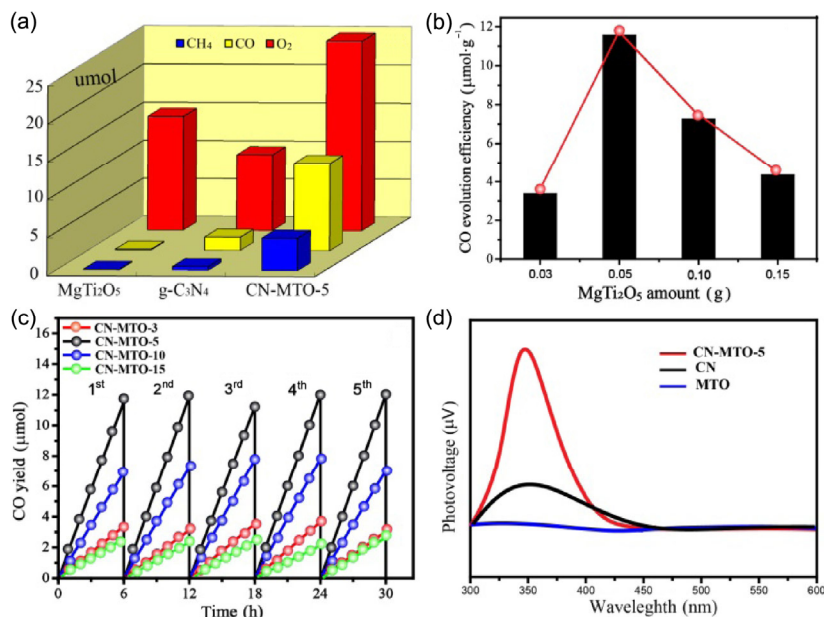 (a)
CH₄ CO O₂
umol
25
20
15
10
5
0
MgTi₂O₅ g-C₃N₄ CN-MTO-5
(b)
CO evolution efficiency (μmol·g⁻¹)
12
10
8
6
4
2
0
0.03 0.05 0.10 0.15
MgTi₂O₅ amount (g)
(c)
CN-MTO-3
CN-MTO-5
CN-MTO-10
CN-MTO-15
1st 2nd 3rd 4th 5th
CO yield (μmol)
16
14
12
10
8
6
4
2
0
0 6 12 18 24 30
Time (h)
(d)
CN-MTO-5
CN
MTO
Photovoltage (μV)
300 350 400 450 500 550 600
Waveleghth (nm)